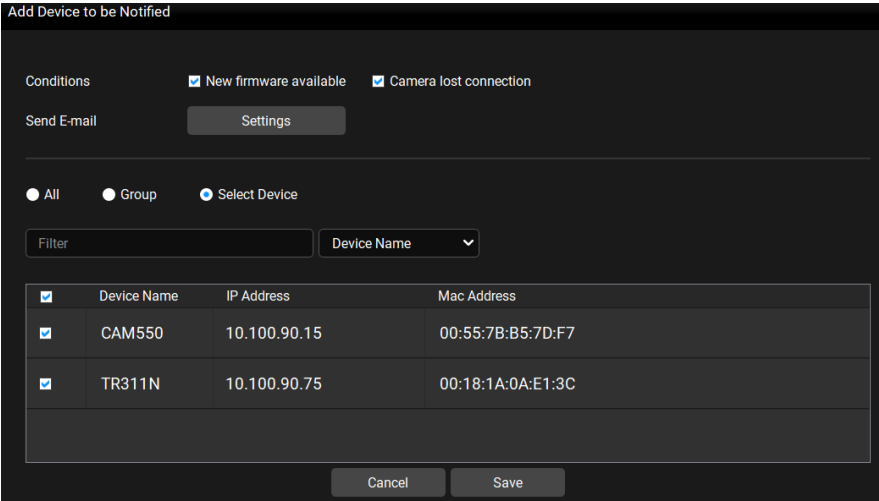 Add Device to be Notified
Conditions New firmware available Camera lost connection
Send E-mail Settings
All Group Select Device
Filter Device Name
Device Name IP Address Mac Address
CAM550 10.100.90.15 00:55:7B:B5:7D:F7
TR311N 10.100.90.75 00:18:1A:0A:E1:3C
Cancel Save